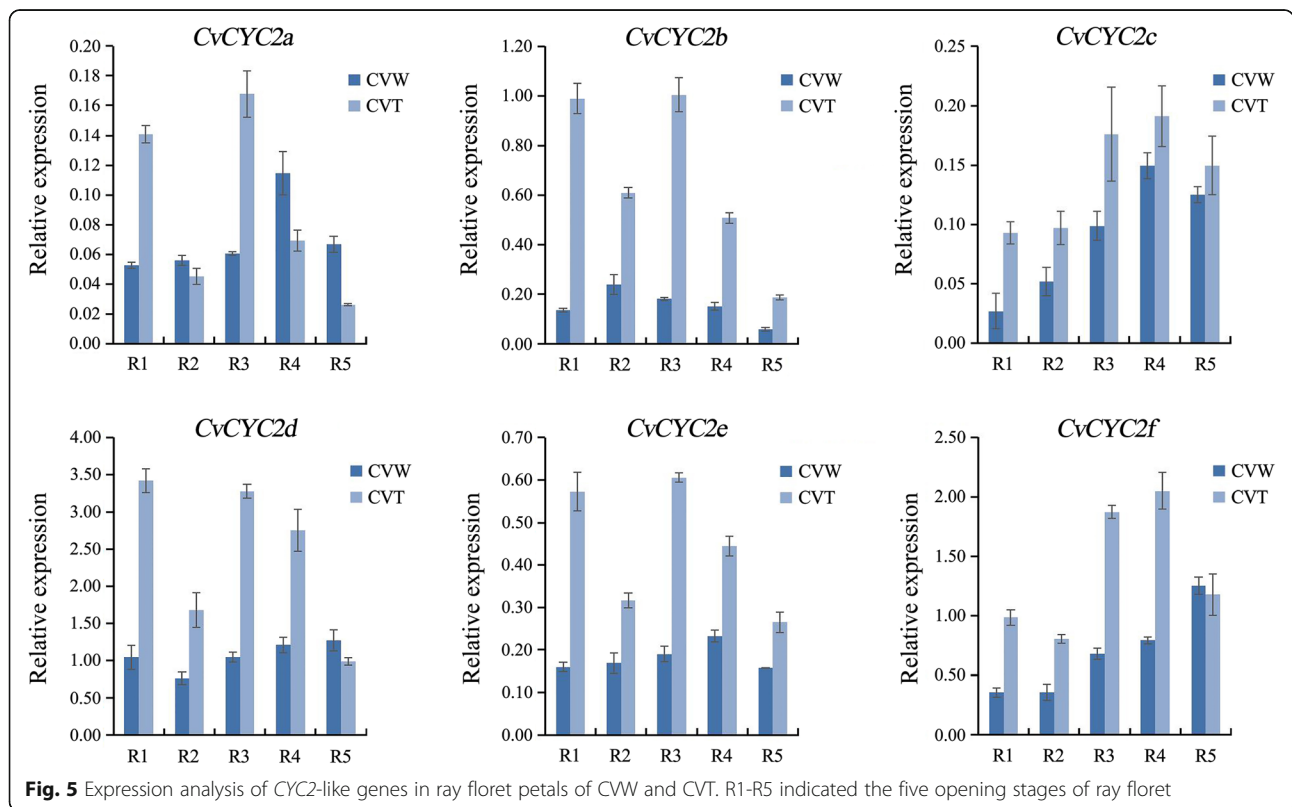 CvCYC2a
Relative expression
0.20
0.18
0.16
0.14
0.12
0.10
0.08
0.06
0.04
0.02
0.00
CVW
CVT
R1 R2 R3 R4 R5
CvCYC2b
Relative expression
1.20
1.00
0.80
0.60
0.40
0.20
0.00
CVW
CVT
R1 R2 R3 R4 R5
CvCYC2c
Relative expression
0.25
0.20
0.15
0.10
0.05
0.00
CVW
CVT
R1 R2 R3 R4 R5
CvCYC2d
Relative expression
4.00
3.50
3.00
2.50
2.00
1.50
1.00
0.50
0.00
CVW
CVT
R1 R2 R3 R4 R5
CvCYC2e
Relative expression
0.70
0.60
0.50
0.40
0.30
0.20
0.10
0.00
CVW
CVT
R1 R2 R3 R4 R5
CvCYC2f
Relative expression
2.50
2.00
1.50
1.00
0.50
0.00
CVW
CVT
R1 R2 R3 R4 R5
Fig. 5 Expression analysis of CYC2-like genes in ray floret petals of CVW and CVT. R1-R5 indicated the five opening stages of ray floret